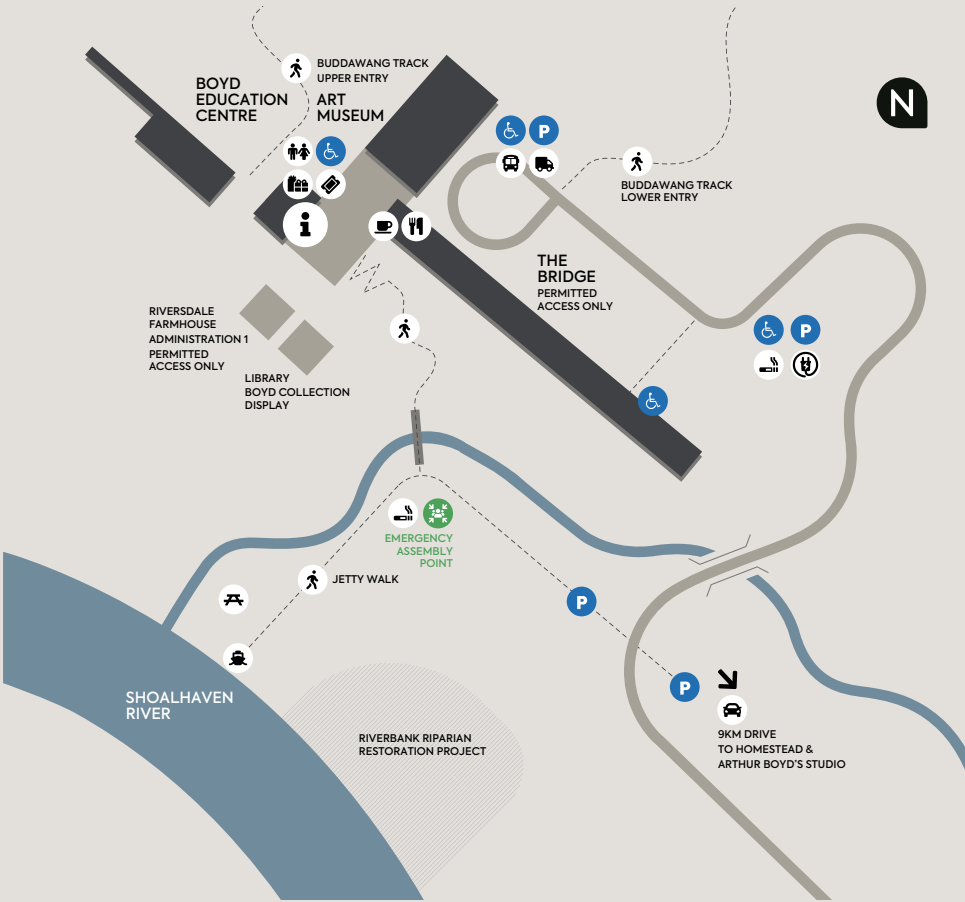 BUDDAWANG TRACK
UPPER ENTRY
BOYD
EDUCATION
CENTRE
ART
MUSEUM
N
P
BUDDAWANG TRACK
LOWER ENTRY
i
THE
BRIDGE
PERMITTED
ACCESS ONLY
RIVERSDALE
FARMHOUSE
ADMINISTRATION 1
PERMITTED
ACCESS ONLY
P
LIBRARY
BOYD COLLECTION
DISPLAY
EMERGENCY
ASSEMBLY
POINT
JETTY WALK
P
SHOALHAVEN
RIVER
P
RIVERBANK RIPARIAN
RESTORATION PROJECT
9KM DRIVE
TO HOMESTEAD &
ARTHUR BOYD'S STUDIO